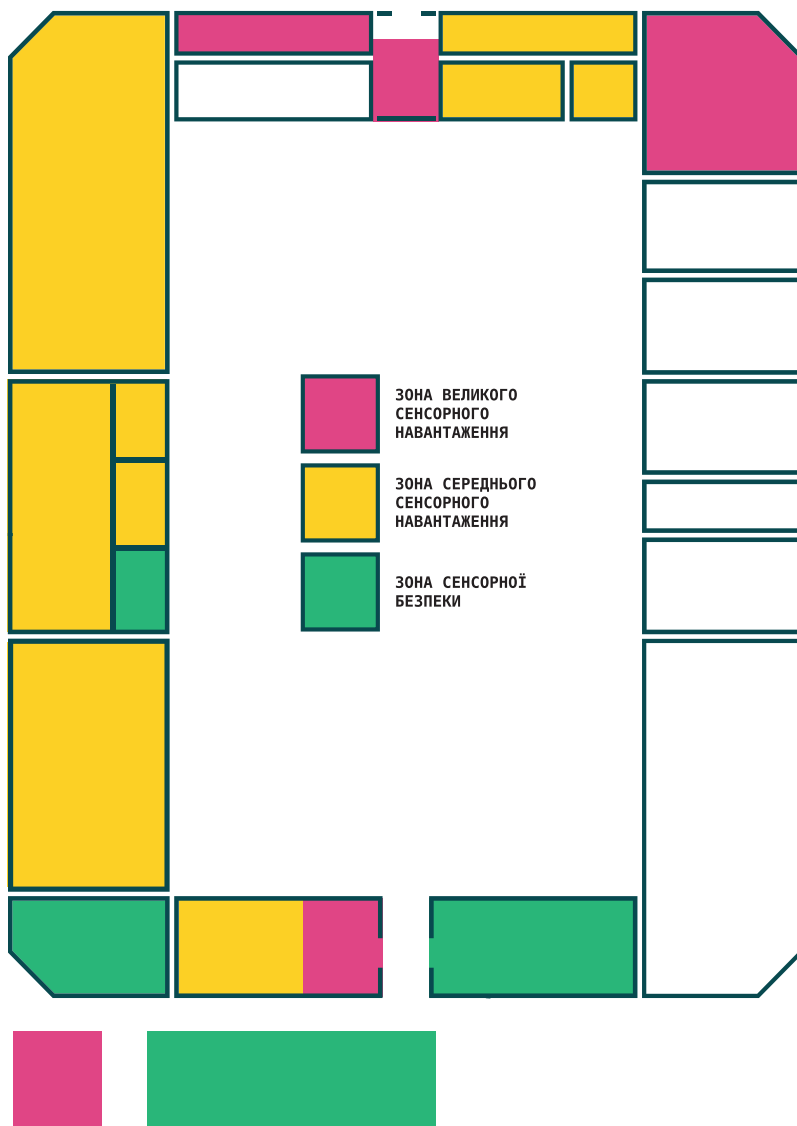 ЗОНА ВЕЛИКОГО
СЕНСОРНОГО
НАВАНТАЖЕННЯ
ЗОНА СЕРЕДНЬОГО
СЕНСОРНОГО
НАВАНТАЖЕННЯ
ЗОНА СЕНСОРНОЇ
БЕЗПЕКИ